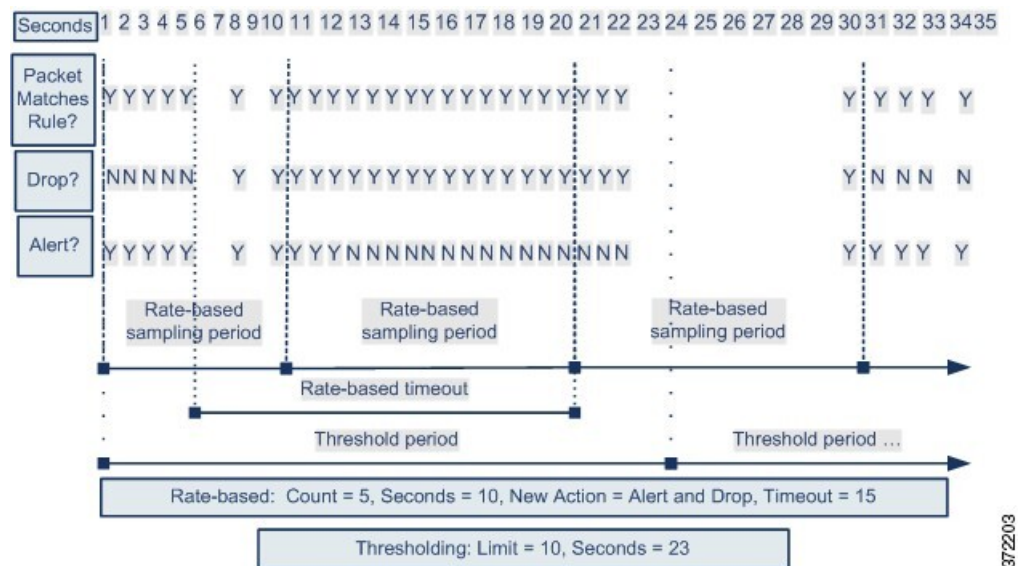 Seconds 1 2 3 4 5 6 7 8 9 10 11 12 13 14 15 16 17 18 19 20 21 22 23 24 25 26 27 28 29 30 31 32 33 34 35
Packet
Matches
Rule?
Y Y Y Y Y Y Y Y Y Y Y Y Y Y Y Y Y Y Y Y Y Y Y Y Y Y Y Y Y Y
Drop?
N N N N N Y Y Y Y Y Y Y Y Y Y Y Y Y Y Y Y Y Y Y Y Y N N N N
Alert?
Y Y Y Y Y Y Y Y Y Y N N N N N N N N N N N N N N N Y Y Y Y Y
Rate-based
sampling period
Rate-based
sampling period
Rate-based
sampling period
Rate-based timeout
Threshold period
Threshold period ...
Rate-based: Count = 5, Seconds = 10, New Action = Alert and Drop, Timeout = 15
Thresholding: Limit = 10, Seconds = 23
372203